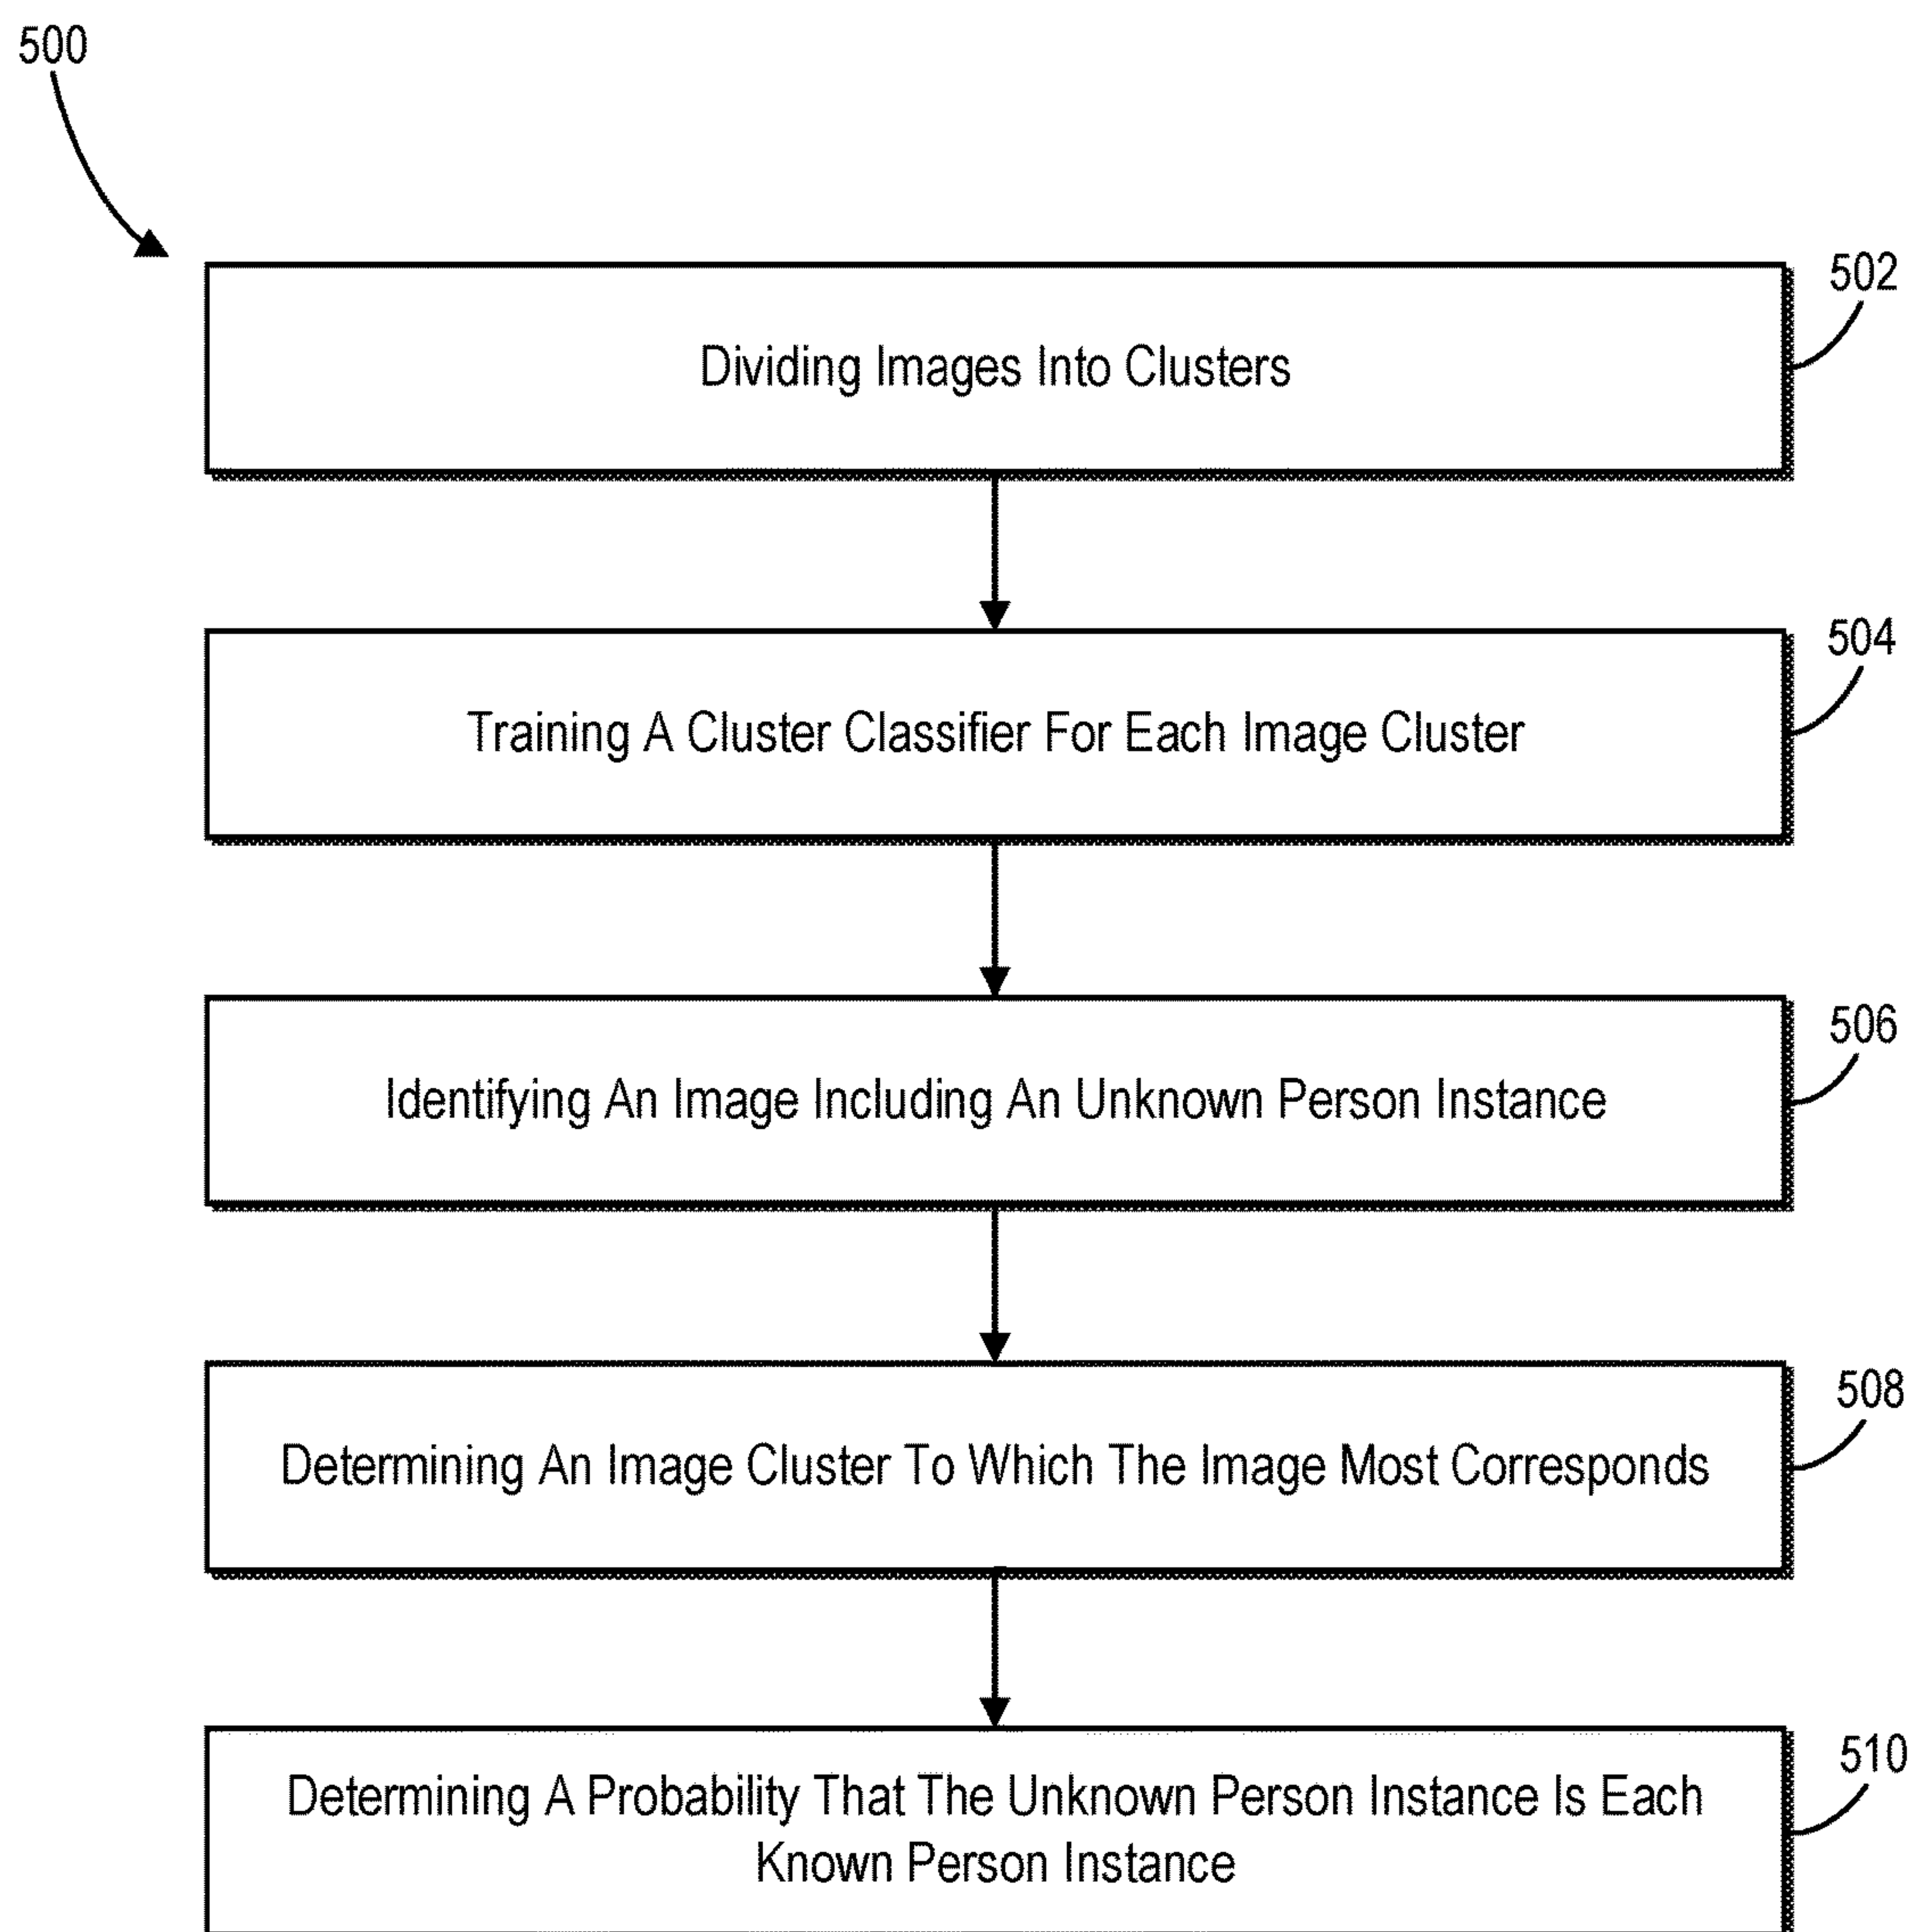 500
502
Dividing Images Into Clusters
504
Training A Cluster Classifier For Each Image Cluster
506
Identifying An Image Including An Unknown Person Instance
508
Determining An Image Cluster To Which The Image Most Corresponds
510
Determining A Probability That The Unknown Person Instance Is Each
Known Person Instance